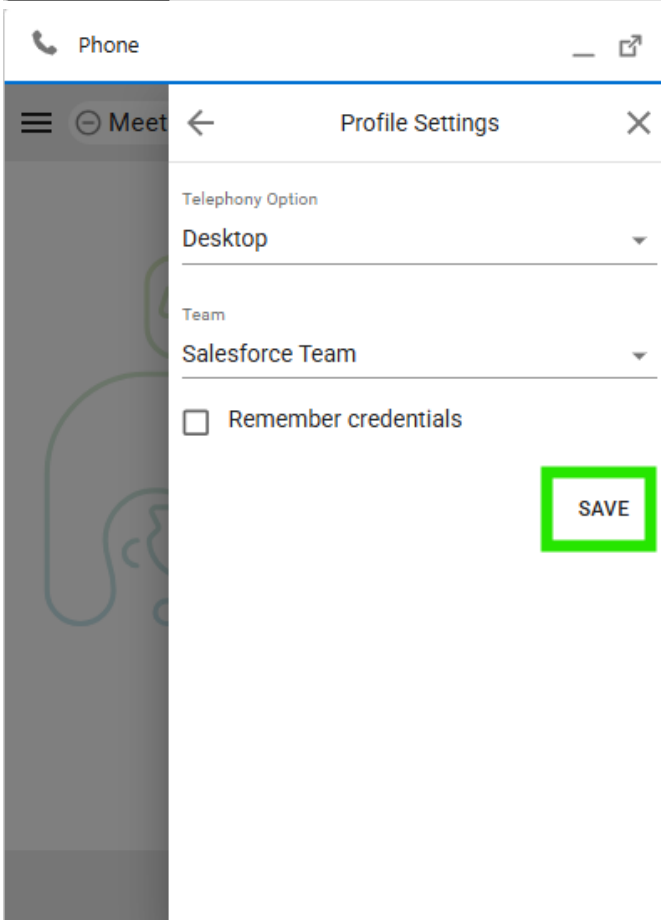 Phone
Meet
Profile Settings
Telephony Option
Desktop
Team
Salesforce Team
Remember credentials
SAVE